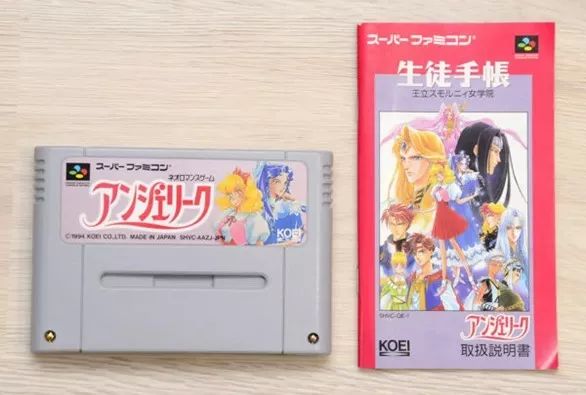 スーパーファミコン
ネオロマンスゲーム
アンジェリーク
KOEI
©1994 KOEI CO.,LTD. MADE IN JAPAN SHVC-AAZJ-JPN
スーパーファミコン
生徒手帳
王立スモルニィ女学院
SHVC-QE-1
アンジェリーク
KOEI
取扱説明書